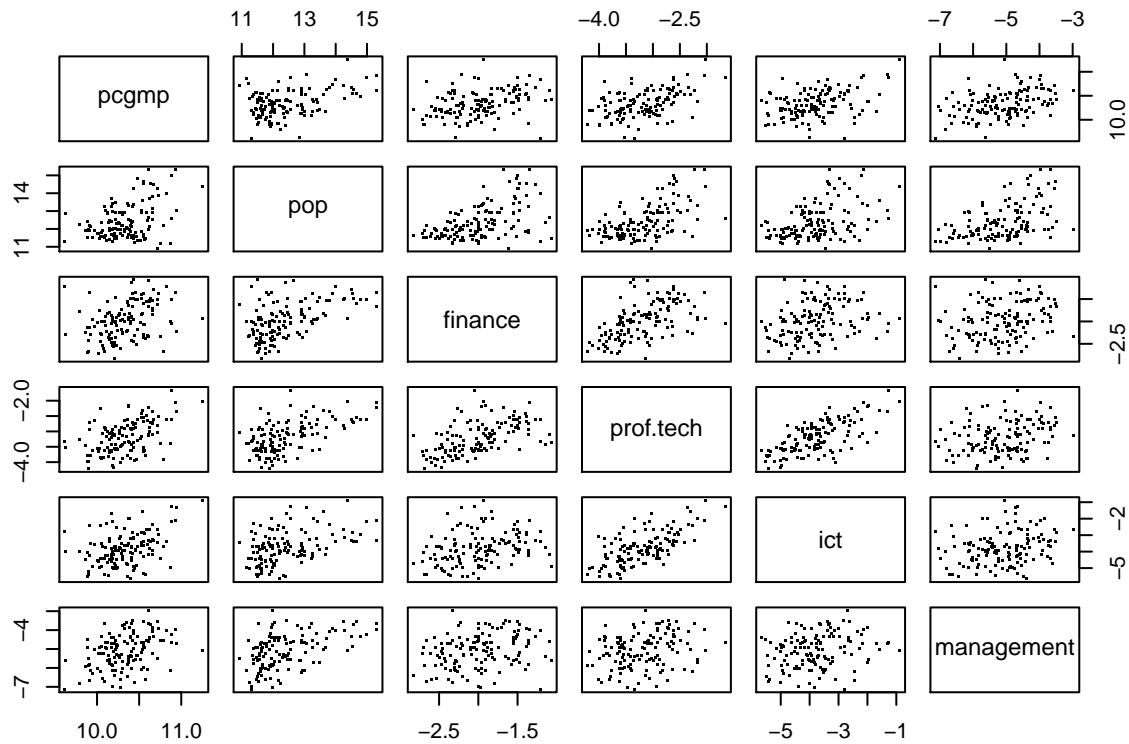 11 13 15
−4.0 −2.5
−7 −5 −3
pcgmp
10.0
11 14
pop
finance
−2.5
−4.0 −2.0
prof.tech
ict
−5 −2
−7 −4
management
10.0 11.0
−2.5 −1.5
−5 −3 −1